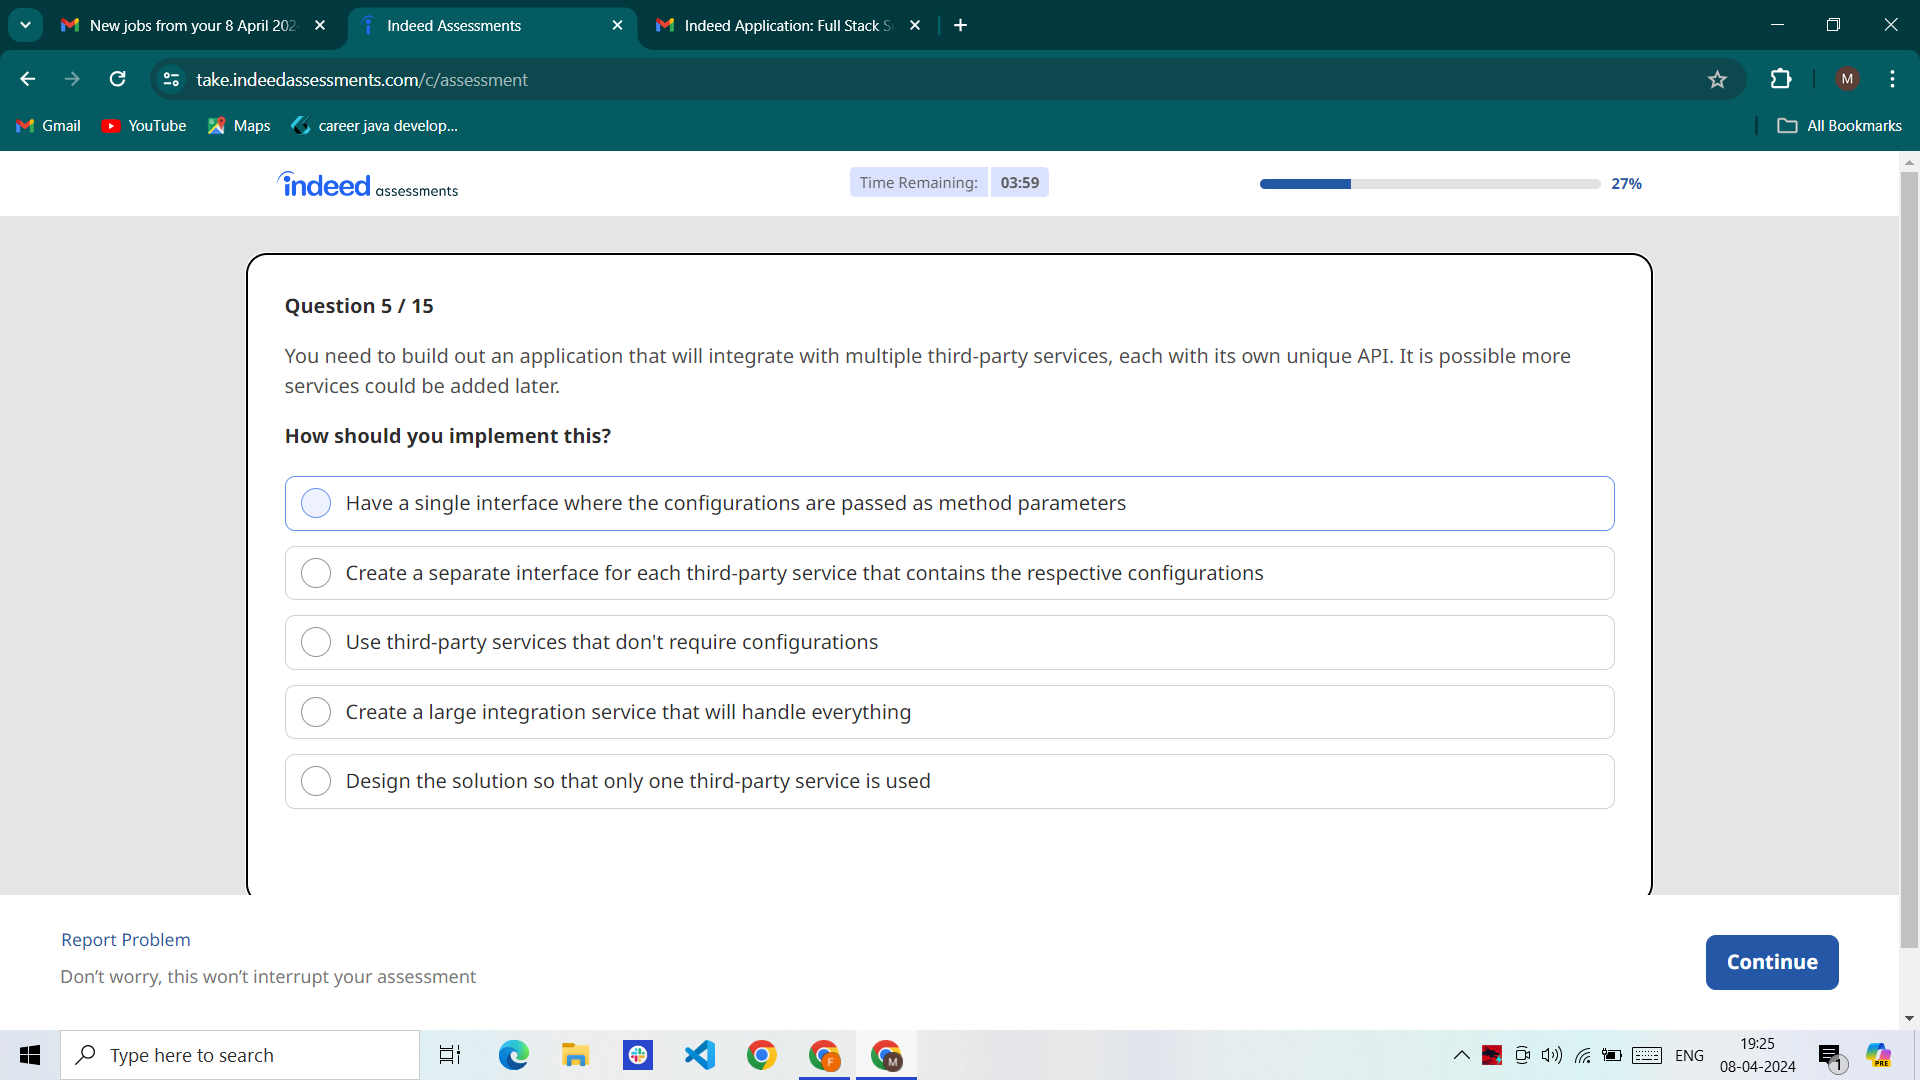 New jobs from your 8 April 202
Indeed Assessments
Indeed Application: Full Stack S
take.indeedassessments.com/c/assessment
M
Gmail
YouTube
Maps
career java develop...
All Bookmarks
indeed assessments
Time Remaining: 03:59
27%
Question 5 / 15
You need to build out an application that will integrate with multiple third-party services, each with its own unique API. It is possible more
services could be added later.
How should you implement this?
Have a single interface where the configurations are passed as method parameters
Create a separate interface for each third-party service that contains the respective configurations
Use third-party services that don't require configurations
Create a large integration service that will handle everything
Design the solution so that only one third-party service is used
Report Problem
Don’t worry, this won’t interrupt your assessment
Continue
Type here to search
F
M
ENG
19:25
08-04-2024
1
PRE